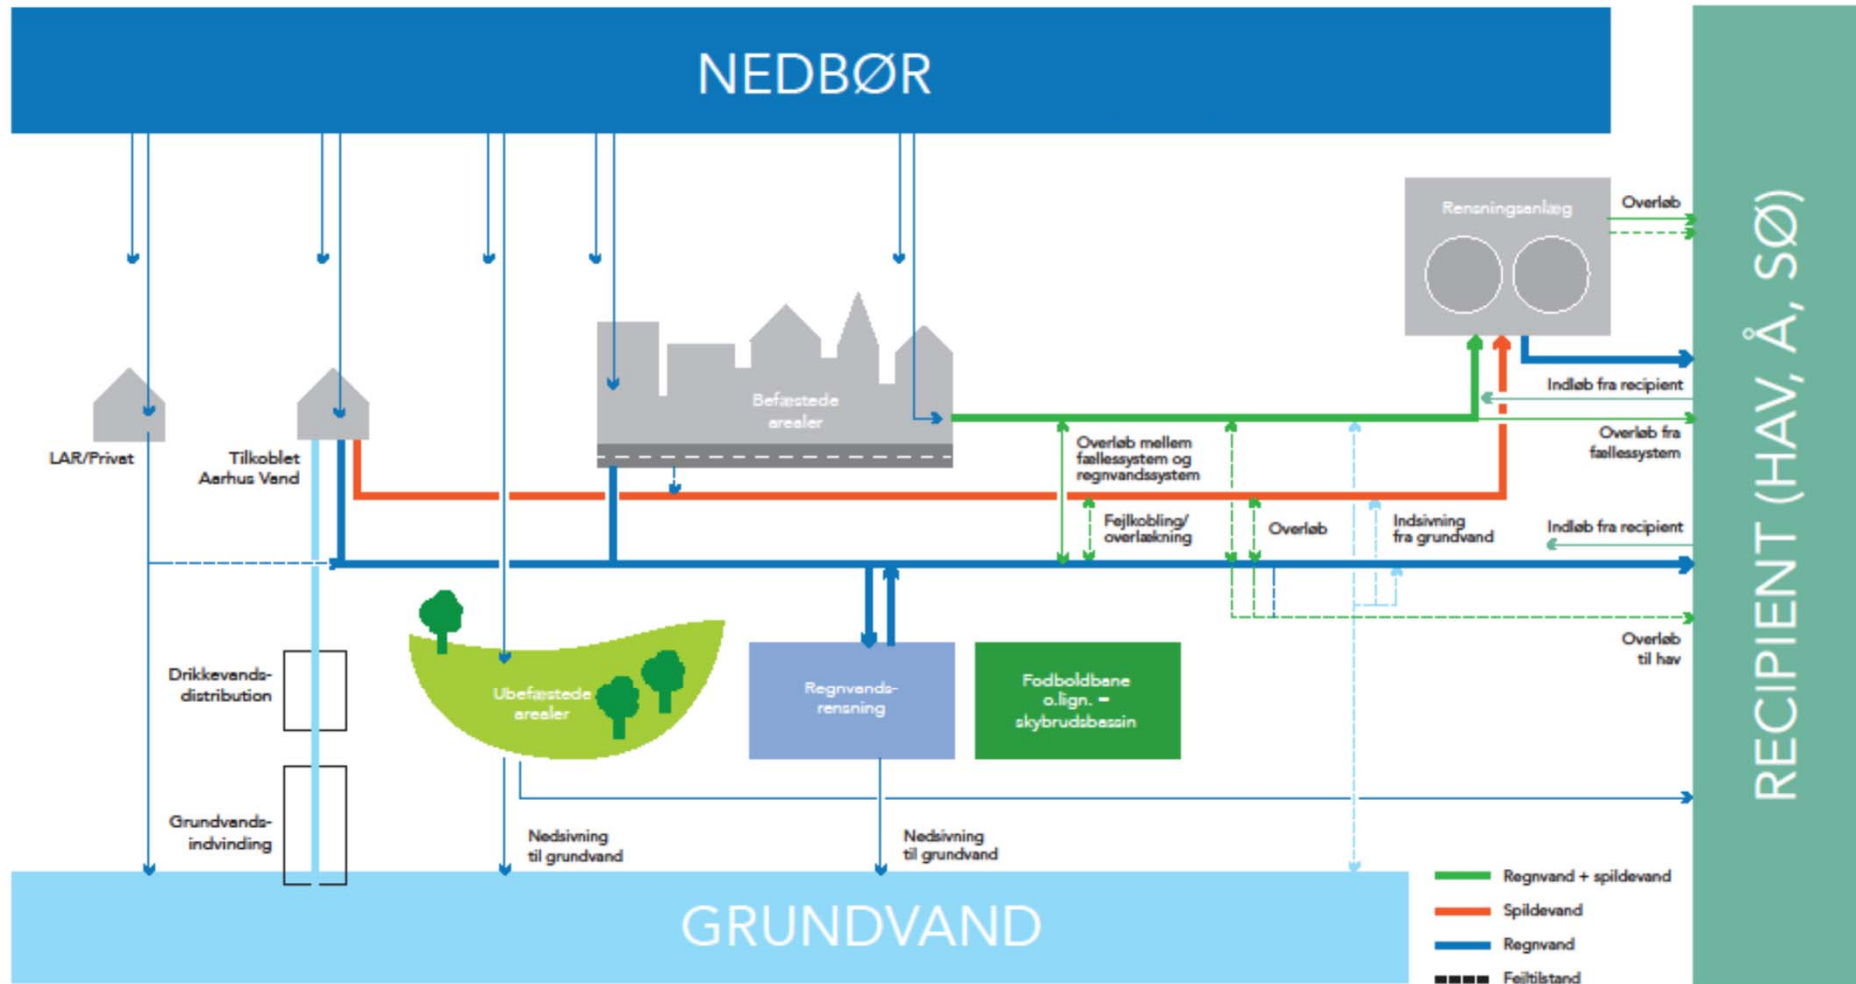 NEDBØR
Rensningsanlæg
Overløb
Indløb fra recipient
Overløb fra
fællessystem
Befæstede
arealer
LAR/Privat
Tilkoblet
Aarhus Vand
Overløb mellem
fællessystem og
regnvandssystem
Fejlkobling/
overlækning
Overløb
Indsivning
fra grundvand
Indløb fra recipient
Overløb
til hav
Drikkevands-
distribution
Ubefæstede
arealer
Regnvands-
rensning
Fodboldbane
o.lign. =
skybrudsbassin
Grundvands-
indvinding
Nedsivning
til grundvand
Nedsivning
til grundvand
GRUNDVAND
Regnvand + spildevand
Spildevand
Regnvand
Fejltilstand
RECIPIENT (HAV, Å, SØ)